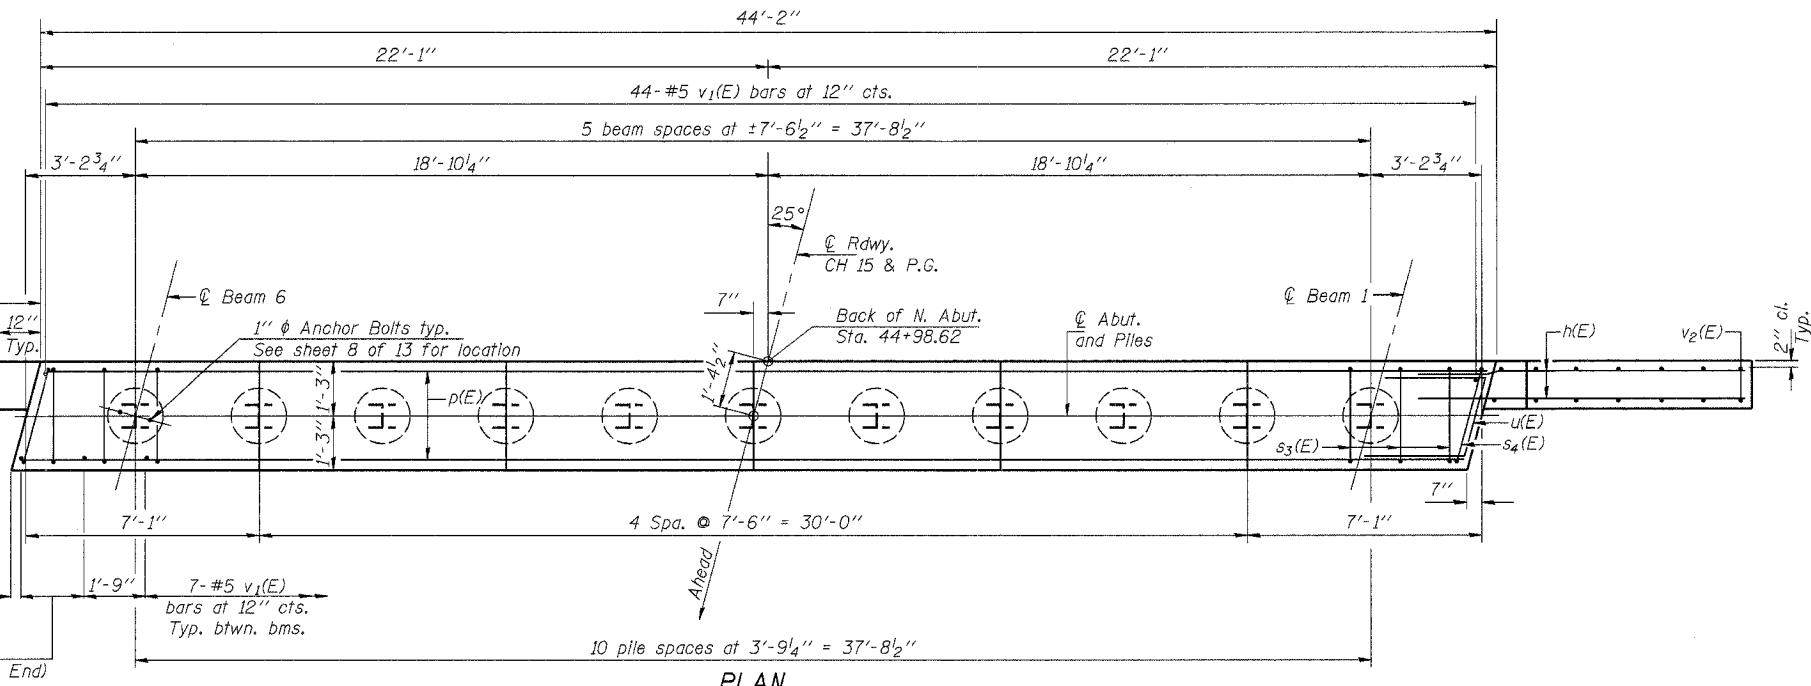 44'-2"
22'-1" 22'-1"
44-#5 v₁(E) bars at 12" cts.
5 beam spaces at ±7'-6½" = 37'-8½"
3'-2¾" 18'-10¼" 18'-10¼" 3'-2¾"
25°
℄ Rdwy.
CH 15 & P.G.
℄ Beam 6
℄ Beam 1
12"
Typ.
1" ϕ Anchor Bolts typ.
See sheet 8 of 13 for location
7"
Back of N. Abut.
Sta. 44+98.62
℄ Abut.
and Piles
h(E)
v₂(E)
2" cl.
Typ.
1'-3"
1'-3"
p(E)
1'-4½"
u(E)
s₃(E)
s₄(E)
7"
7'-1" 4 Spa. @ 7'-6" = 30'-0" 7'-1"
Ahead
1'-9"
7-#5 v₁(E)
bars at 12" cts.
Typ. btwn. bms.
10 pile spaces at 3'-9¼" = 37'-8½"
End)
PLAN